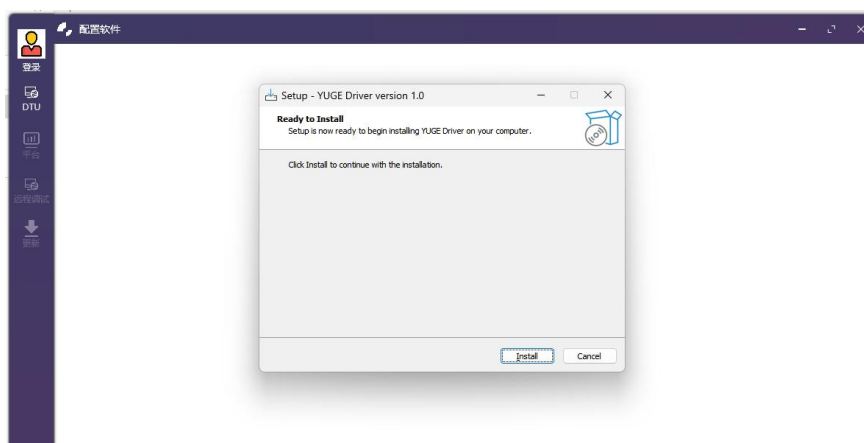 配置软件
登录
DTU
平台
远程调试
更新
Setup - YUGE Driver version 1.0
Ready to Install
Setup is now ready to begin installing YUGE Driver on your computer.
Click Install to continue with the installation.
Install
Cancel